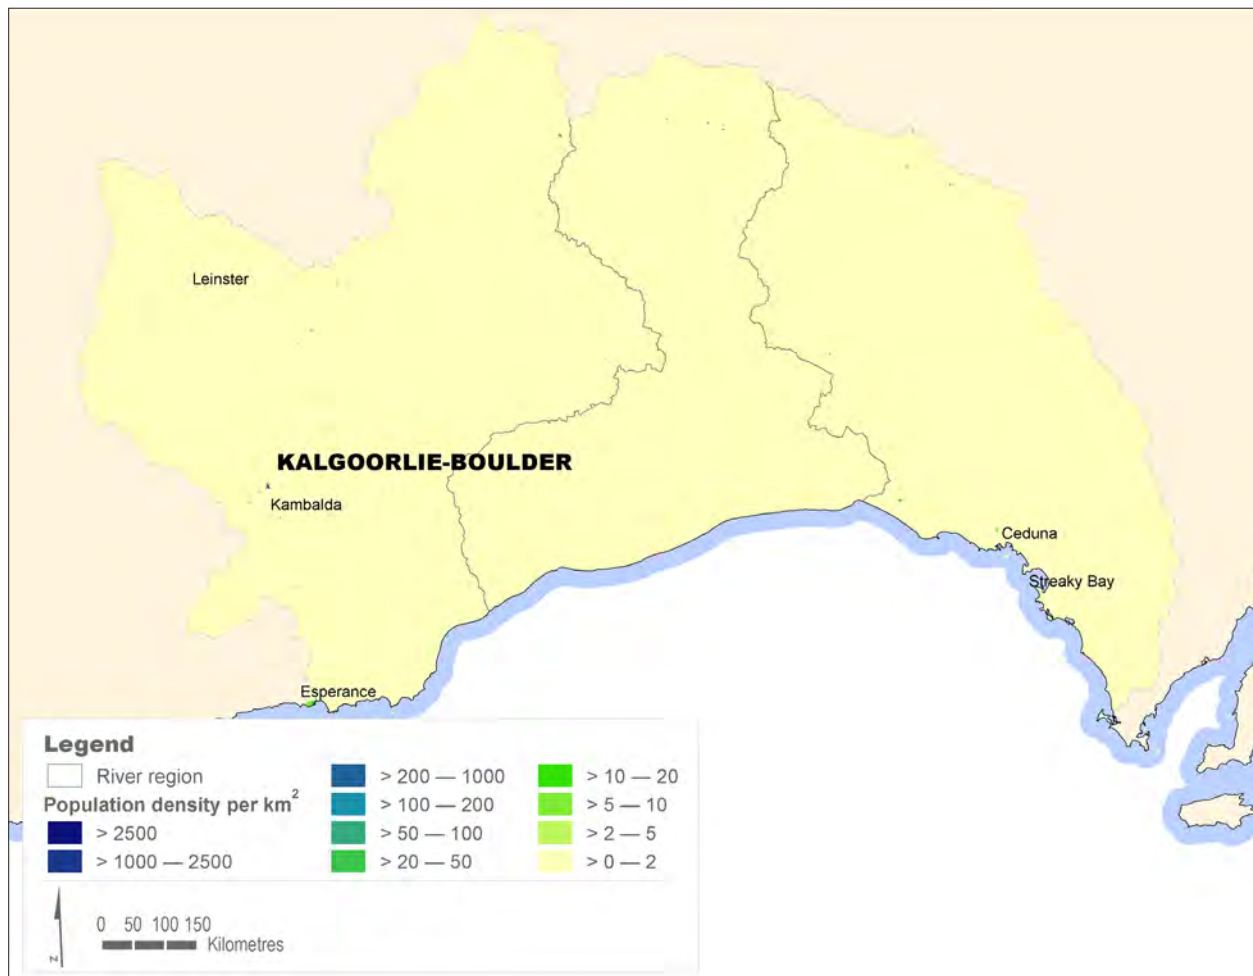 Leinster
KALGOORLIE-BOULDER
Kambalda
Ceduna
Streaky Bay
Esperance
Legend
River region
Population density per km²
> 2500
> 1000 — 2500
> 200 — 1000
> 100 — 200
> 50 — 100
> 20 — 50
> 10 — 20
> 5 — 10
> 2 — 5
> 0 — 2
N
0 50 100 150
Kilometres